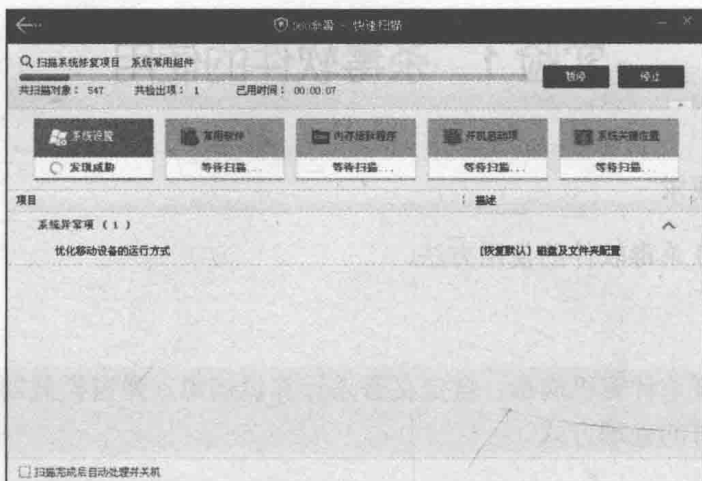 360杀毒 - 快速扫描
扫描系统修复项目 系统常用组件
暂停 停止
共扫描对象： 547 共检出项： 1 已用时间： 00:00:07
系统设置 常用软件 内存活跃程序 开机启动项 系统关键位置
发现威胁 等待扫描... 等待扫描... 等待扫描... 等待扫描...
项目 描述
系统异常项 ( 1 )
优化移动设备的运行方式 [恢复默认] 磁盘及文件夹配置
扫描完成后自动处理并关机